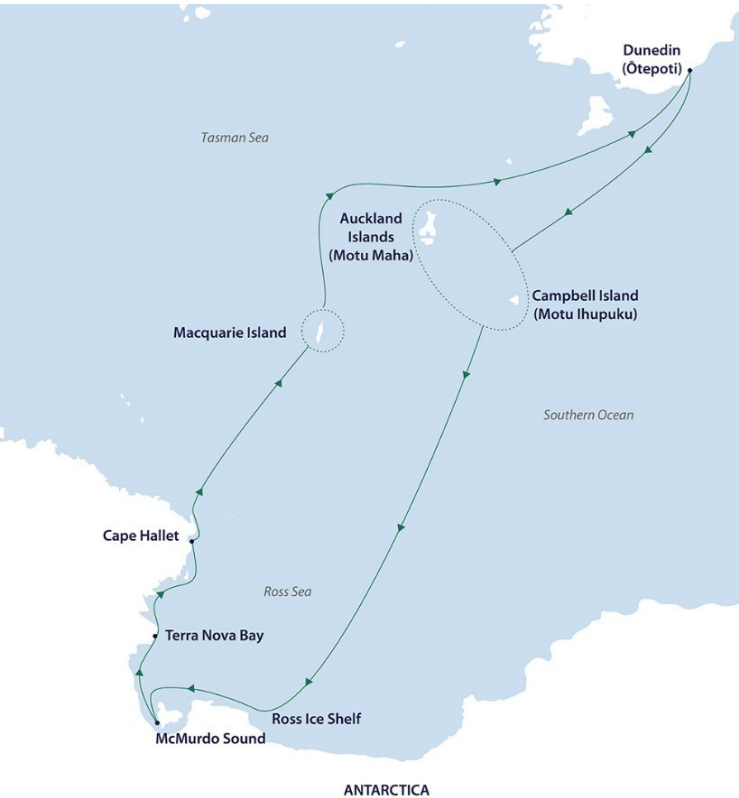 Dunedin
(Ōtepoti)
Tasman Sea
Auckland
Islands
(Motu Maha)
Campbell Island
(Motu Ihupuku)
Macquarie Island
Southern Ocean
Cape Hallet
Ross Sea
Terra Nova Bay
Ross Ice Shelf
McMurdo Sound
ANTARCTICA